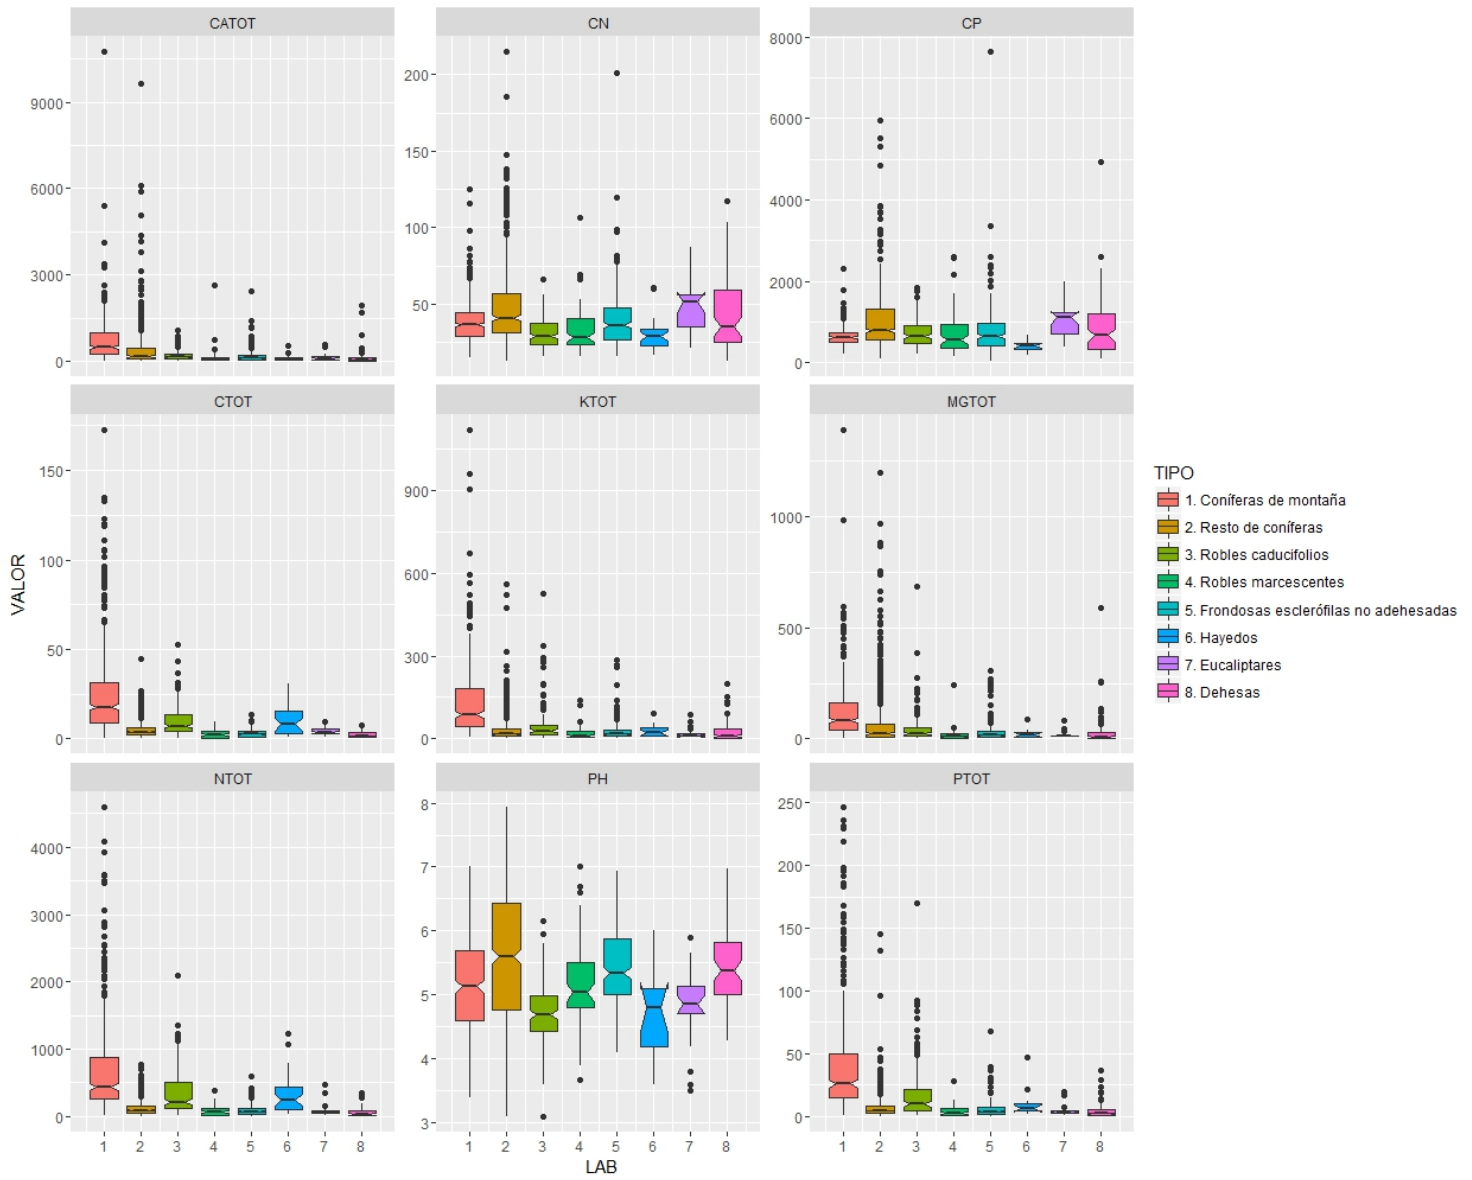 CATOT
CN
CP
9000
6000
3000
0
200
150
100
50
8000
6000
4000
2000
0
CTOT
KTOT
MGTOT
150
100
50
0
900
600
300
0
1000
500
0
NTOT
PH
PTOT
4000
3000
2000
1000
0
8
7
6
5
4
3
250
200
150
100
50
0
1 2 3 4 5 6 7 8
1 2 3 4 5 6 7 8
1 2 3 4 5 6 7 8
VALOR
LAB
TIPO
1. Coníferas de montaña
2. Resto de coníferas
3. Robles caducifolios
4. Robles marcescentes
5. Frondosas esclerófilas no adehesadas
6. Hayedos
7. Eucaliptares
8. Dehesas